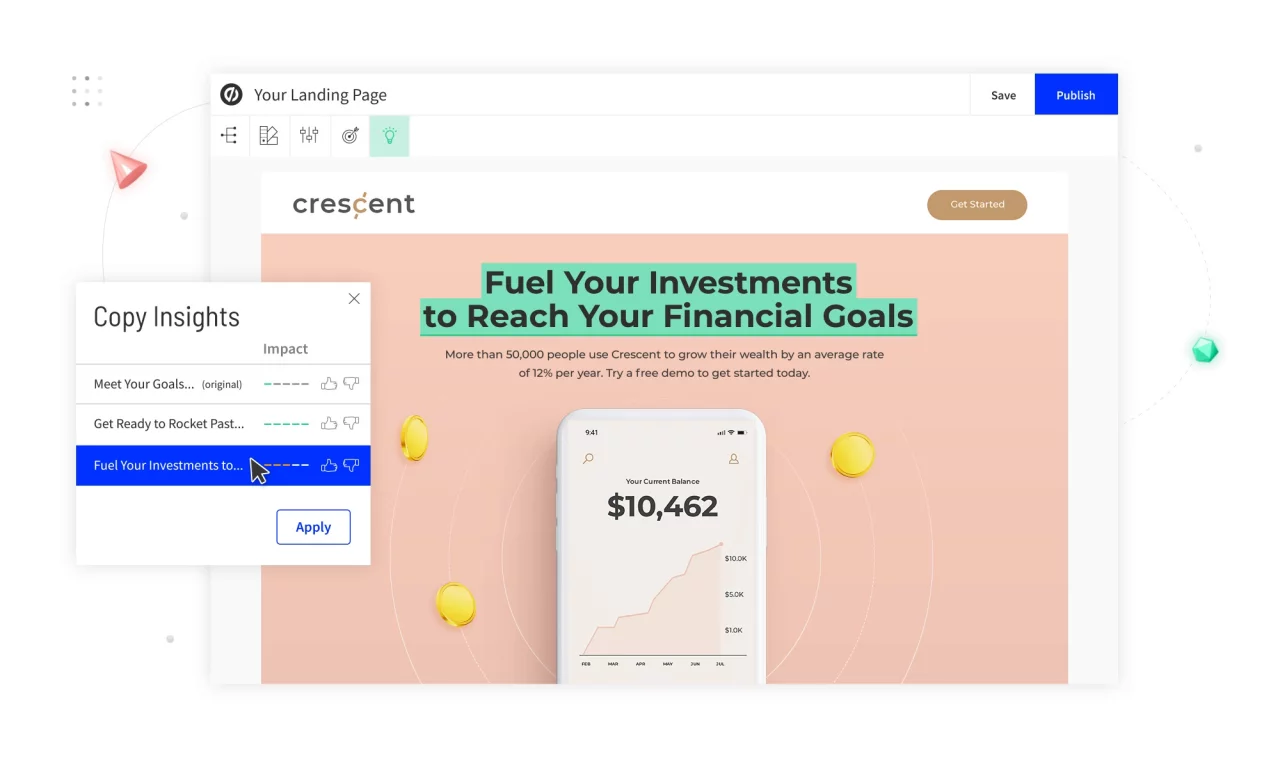 Your Landing Page
Save
Publish
crescent
Get Started
Fuel Your Investments
to Reach Your Financial Goals
More than 50,000 people use Crescent to grow their wealth by an average rate
of 12% per year. Try a free demo to get started today.
Copy Insights
Impact
Meet Your Goals... (original)
Get Ready to Rocket Past...
Fuel Your Investments to...
Apply
9:41
Your Current Balance
$10,462
$10.0K
$5.0K
$1.0K
FEB MAR APR MAY JUN JUL